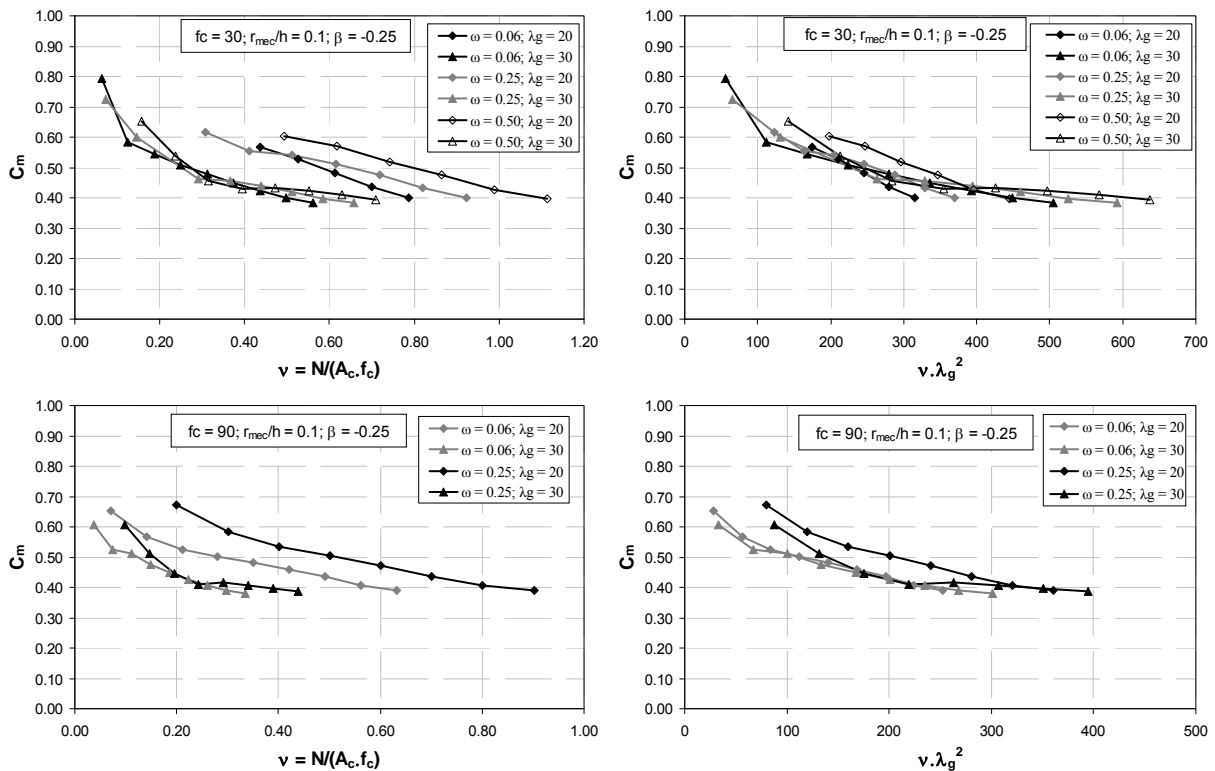 fc = 30; rmec/h = 0.1; β = -0.25
ω = 0.06; λg = 20
ω = 0.06; λg = 30
ω = 0.25; λg = 20
ω = 0.25; λg = 30
ω = 0.50; λg = 20
ω = 0.50; λg = 30
1.00
0.90
0.80
0.70
0.60
0.50
0.40
0.30
0.20
0.10
0.00
Cm
0.00 0.20 0.40 0.60 0.80 1.00 1.20
ν = N/(Ac.fc)
fc = 30; rmec/h = 0.1; β = -0.25
ω = 0.06; λg = 20
ω = 0.06; λg = 30
ω = 0.25; λg = 20
ω = 0.25; λg = 30
ω = 0.50; λg = 20
ω = 0.50; λg = 30
1.00
0.90
0.80
0.70
0.60
0.50
0.40
0.30
0.20
0.10
0.00
Cm
0 100 200 300 400 500 600 700
ν.λg²
fc = 90; rmec/h = 0.1; β = -0.25
ω = 0.06; λg = 20
ω = 0.06; λg = 30
ω = 0.25; λg = 20
ω = 0.25; λg = 30
1.00
0.90
0.80
0.70
0.60
0.50
0.40
0.30
0.20
0.10
0.00
Cm
0.00 0.20 0.40 0.60 0.80 1.00
ν = N/(Ac.fc)
fc = 90; rmec/h = 0.1; β = -0.25
ω = 0.06; λg = 20
ω = 0.06; λg = 30
ω = 0.25; λg = 20
ω = 0.25; λg = 30
1.00
0.90
0.80
0.70
0.60
0.50
0.40
0.30
0.20
0.10
0.00
Cm
0 100 200 300 400 500
ν.λg²